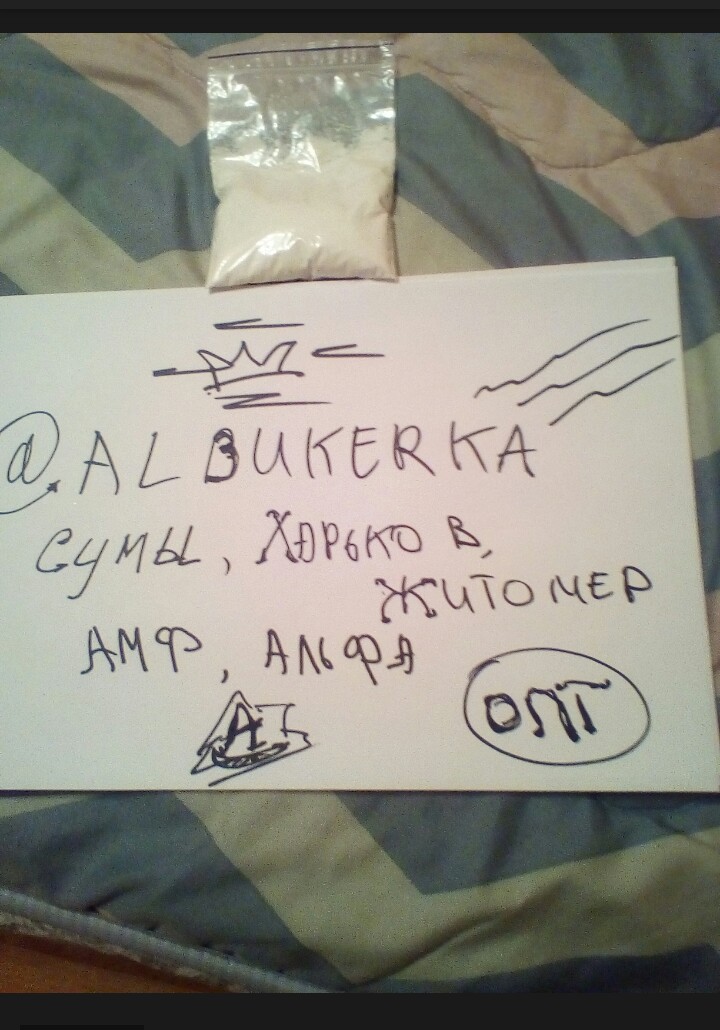 @ALBUKERKA
СУМЫ, ХАРЬКОВ,
ЖИТОМЕР
АМФ, АЛЬФА
ОПТ